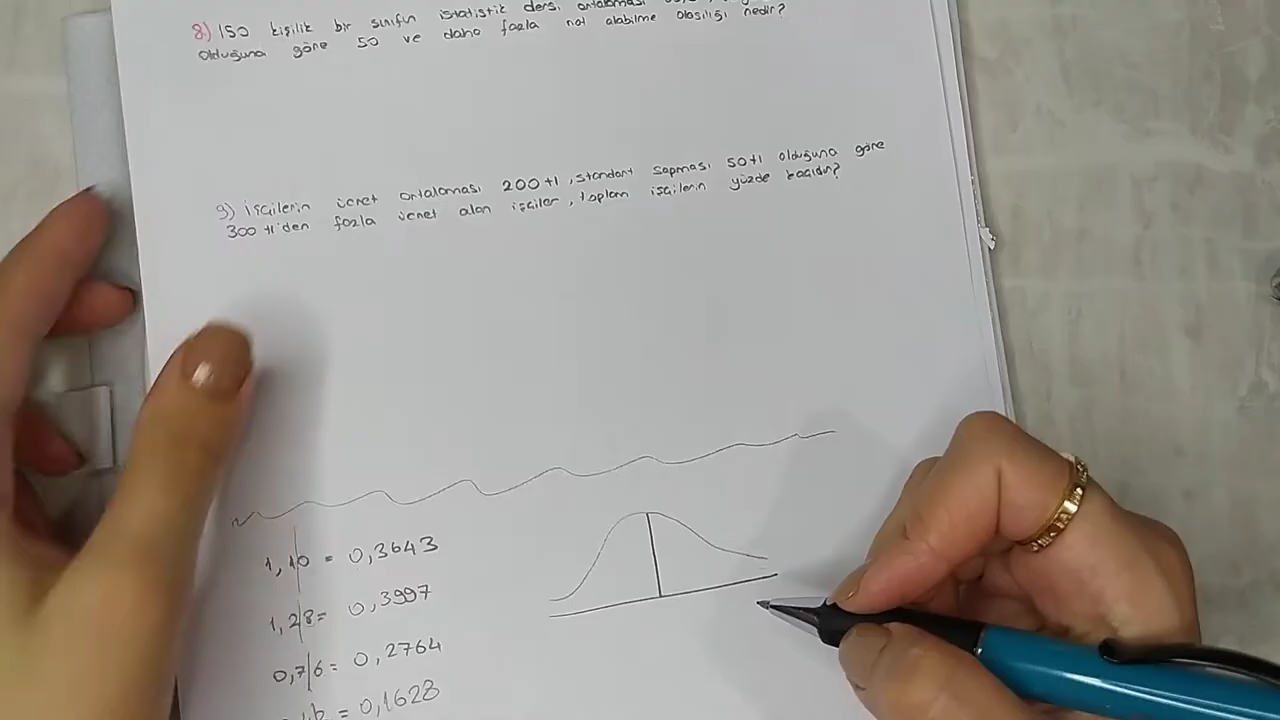 8.) 150 kişilik bir sınıfın istatistik dersi ortalaması
olduğuna göre 50 ve daha fazla not alabilme olasılığı nedir?
9) işçilerin ücret ortalaması 200 tl, standart sapması 50 tl olduğuna göre
300 tl'den fazla ücret alan işçiler, toplam işçilerin yüzde kaçıdır?
1,10 = 0,3643
1,28 = 0,3997
0,76 = 0,2764
= 0,1628